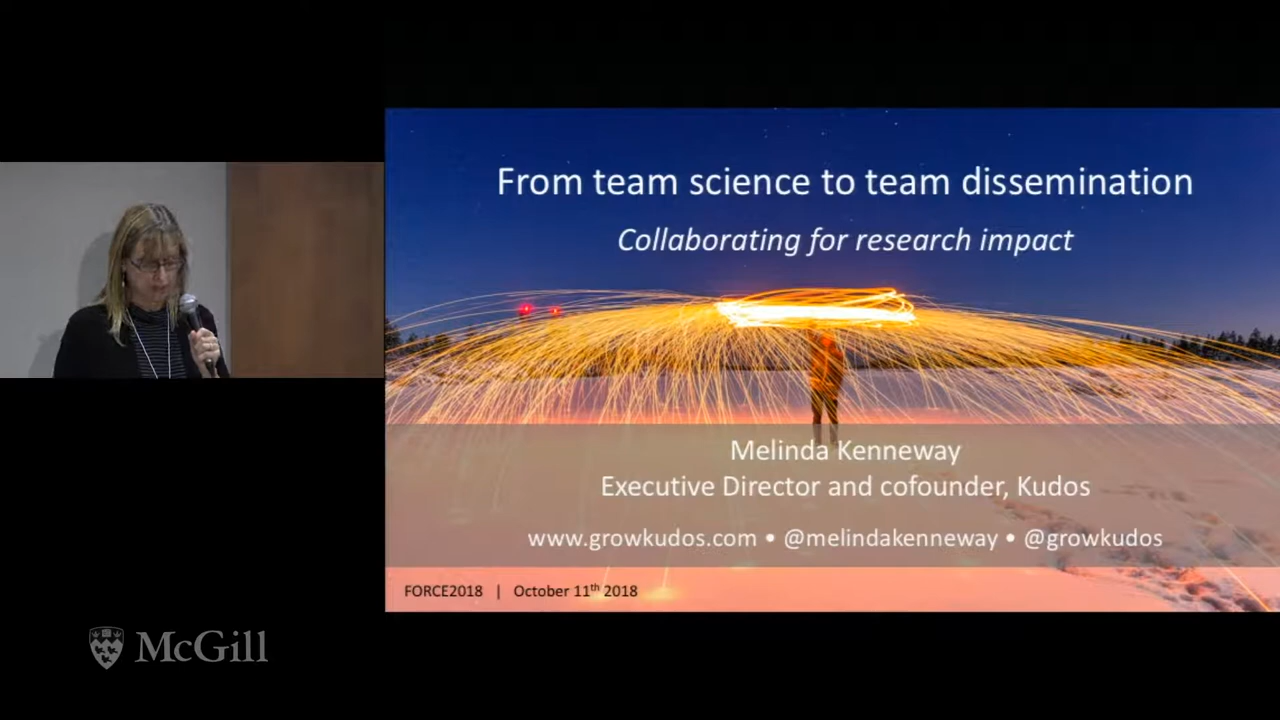 From team science to team dissemination
Collaborating for research impact
Melinda Kenneway
Executive Director and cofounder, Kudos
www.growkudos.com • @melindakenneway • @growkudos
FORCE2018 | October 11th 2018
McGill